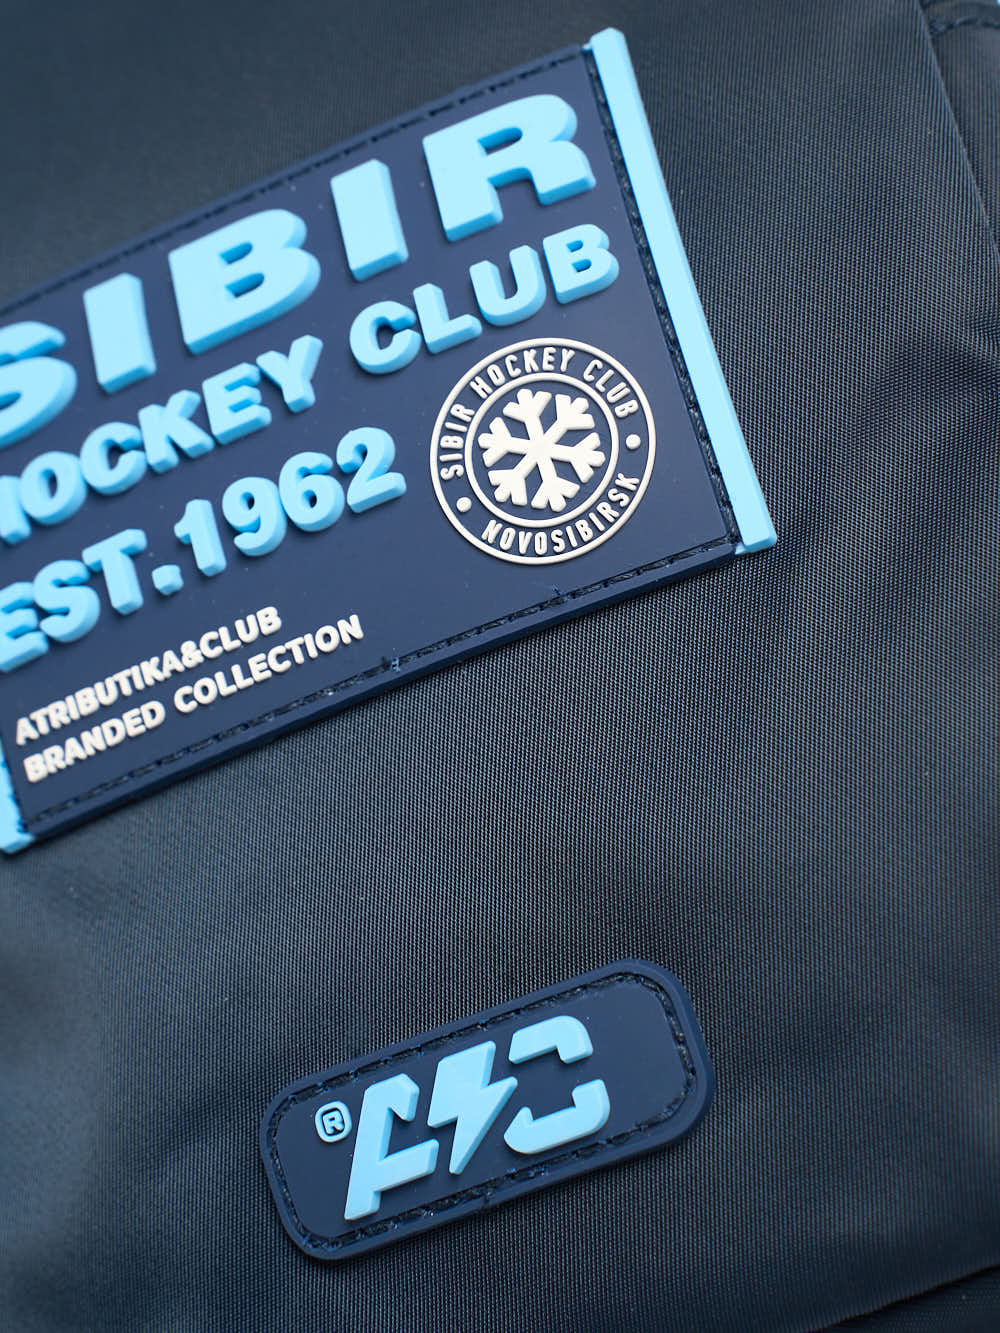 SIBIR
HOCKEY CLUB
EST.1962
SIBIR HOCKEY CLUB
• NOVOSIBIRSK •
ATRIBUTIKA&CLUB
BRANDED COLLECTION
®